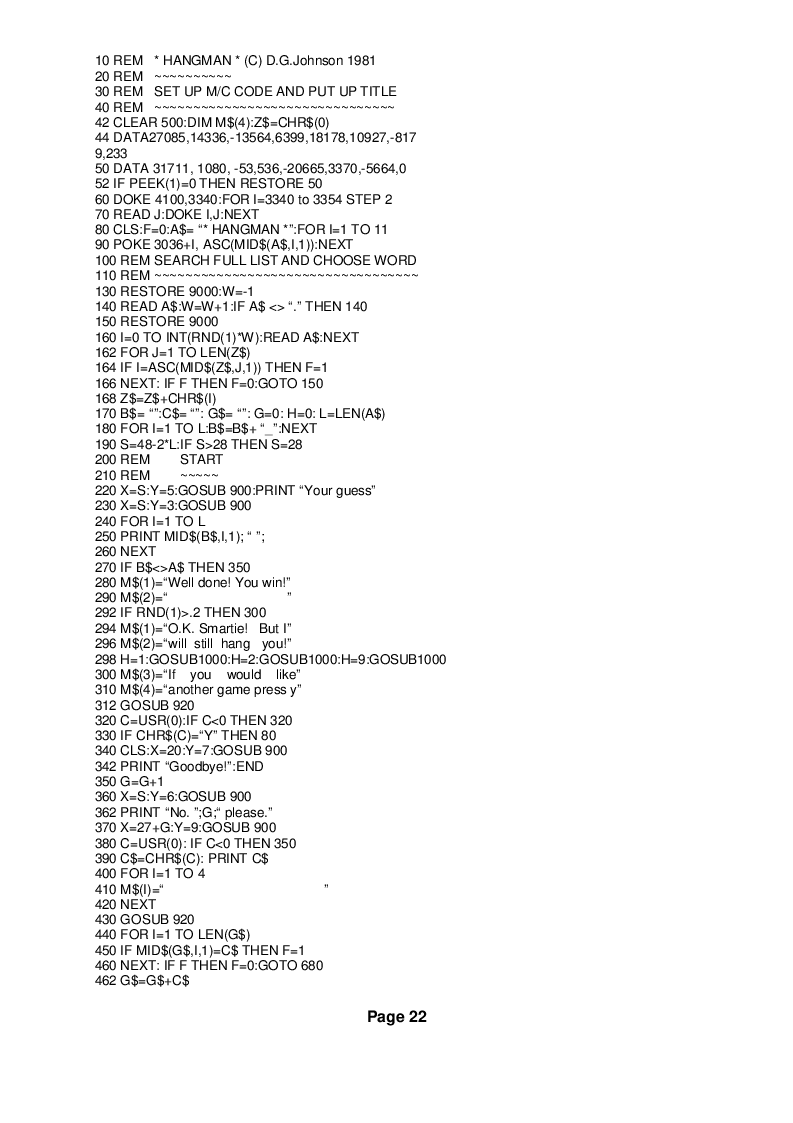 10 REM   * HANGMAN * (C) D.G.Johnson 1981
20 REM   ~~~~~~~~~~
30 REM   SET UP M/C CODE AND PUT UP TITLE
40 REM   ~~~~~~~~~~~~~~~~~~~~~~~~~~~~~~~
42 CLEAR 500:DIM M$(4):Z$=CHR$(0)
44 DATA27085,14336,-13564,6399,18178,10927,-817
9,233
50 DATA 31711, 1080, -53,536,-20665,3370,-5664,0
52 IF PEEK(1)=0 THEN RESTORE 50
60 DOKE 4100,3340:FOR I=3340 to 3354 STEP 2
70 READ J:DOKE I,J:NEXT
80 CLS:F=0:A$= “* HANGMAN *”:FOR I=1 TO 11
90 POKE 3036+I, ASC(MID$(A$,I,1)):NEXT
100 REM SEARCH FULL LIST AND CHOOSE WORD
110 REM ~~~~~~~~~~~~~~~~~~~~~~~~~~~~~~~~~~
130 RESTORE 9000:W=-1
140 READ A$:W=W+1:IF A$ <> “.” THEN 140
150 RESTORE 9000
160 I=0 TO INT(RND(1)*W):READ A$:NEXT
162 FOR J=1 TO LEN(Z$)
164 IF I=ASC(MID$(Z$,J,1)) THEN F=1
166 NEXT: IF F THEN F=0:GOTO 150
168 Z$=Z$+CHR$(I)
170 B$= “”:C$= “”: G$= “”: G=0: H=0: L=LEN(A$)
180 FOR I=1 TO L:B$=B$+ “_”:NEXT
190 S=48-2*L:IF S>28 THEN S=28
200 REM        START
210 REM        ~~~~~
220 X=S:Y=5:GOSUB 900:PRINT “Your guess”
230 X=S:Y=3:GOSUB 900
240 FOR I=1 TO L
250 PRINT MID$(B$,I,1); “ ”;
260 NEXT
270 IF B$<>A$ THEN 350
280 M$(1)=“Well done! You win!”
290 M$(2)=“                                ”
292 IF RND(1)>.2 THEN 300
294 M$(1)=“O.K. Smartie!   But I”
296 M$(2)=“will  still  hang   you!”
298 H=1:GOSUB1000:H=2:GOSUB1000:H=9:GOSUB1000
300 M$(3)=“If    you    would    like”
310 M$(4)=“another game press y”
312 GOSUB 920
320 C=USR(0):IF C<0 THEN 320
330 IF CHR$(C)=“Y” THEN 80
340 CLS:X=20:Y=7:GOSUB 900
342 PRINT “Goodbye!”:END
350 G=G+1
360 X=S:Y=6:GOSUB 900
362 PRINT “No. ”;G;“ please.”
370 X=27+G:Y=9:GOSUB 900
380 C=USR(0): IF C<0 THEN 350
390 C$=CHR$(C): PRINT C$
400 FOR I=1 TO 4
410 M$(I)=“                                            ”
420 NEXT
430 GOSUB 920
440 FOR I=1 TO LEN(G$)
450 IF MID$(G$,I,1)=C$ THEN F=1
460 NEXT: IF F THEN F=0:GOTO 680
462 G$=G$+C$
Page 22